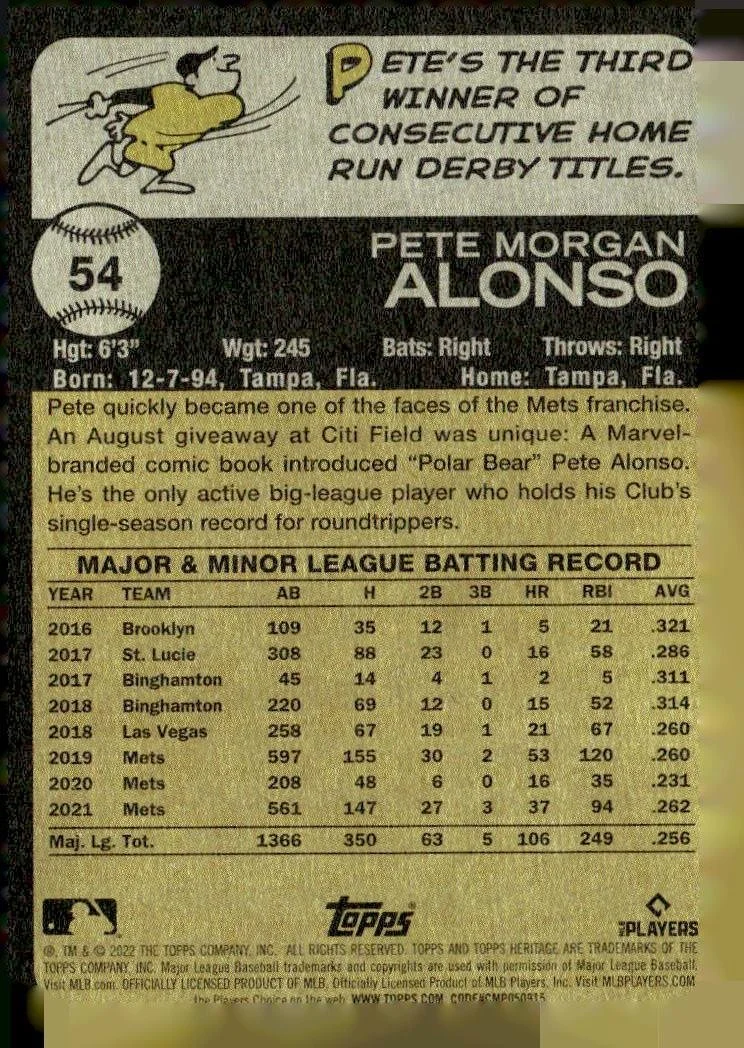 PETE'S THE THIRD
WINNER OF
CONSECUTIVE HOME
RUN DERBY TITLES.
54
PETE MORGAN
ALONSO
Hgt: 6'3" Wgt: 245 Bats: Right Throws: Right
Born: 12-7-94, Tampa, Fla. Home: Tampa, Fla.
Pete quickly became one of the faces of the Mets franchise.
An August giveaway at Citi Field was unique: A Marvel-
branded comic book introduced "Polar Bear" Pete Alonso.
He's the only active big-league player who holds his Club's
single-season record for roundtrippers.
MAJOR & MINOR LEAGUE BATTING RECORD
YEAR TEAM AB H 2B 3B HR RBI AVG
2016 Brooklyn 109 35 12 1 5 21 .321
2017 St. Lucie 308 88 23 0 16 58 .286
2017 Binghamton 45 14 4 1 2 5 .311
2018 Binghamton 220 69 12 0 15 52 .314
2018 Las Vegas 258 67 19 1 21 67 .260
2019 Mets 597 155 30 2 53 120 .260
2020 Mets 208 48 6 0 16 35 .231
2021 Mets 561 147 27 3 37 94 .262
Maj. Lg. Tot. 1366 350 63 5 106 249 .256
Topps PLAYERS
®, TM & © 2022 THE TOPPS COMPANY, INC. ALL RIGHTS RESERVED. TOPPS AND TOPPS HERITAGE ARE TRADEMARKS OF THE
TOPPS COMPANY, INC. Major League Baseball trademarks and copyrights are used with permission of Major League Baseball.
Visit MLB.com. OFFICIALLY LICENSED PRODUCT OF MLB. Officially Licensed Product of MLB Players, Inc. Visit MLBPLAYERS.COM
the Players Choice on the web. WWW.TOPPS.COM CODE#CMP050915